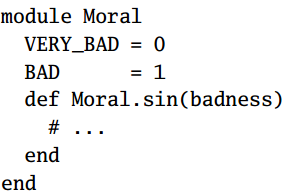 module Moral
  VERY_BAD = 0
  BAD      = 1
  def Moral.sin(badness)
    # ...
  end
end